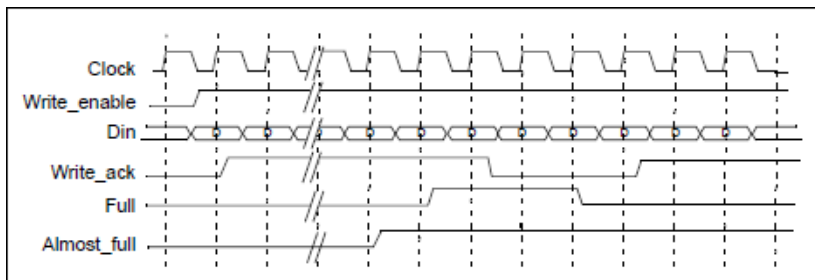 Clock
Write_enable
Din D D D D D D D D D D D
Write_ack
Full
Almost_full